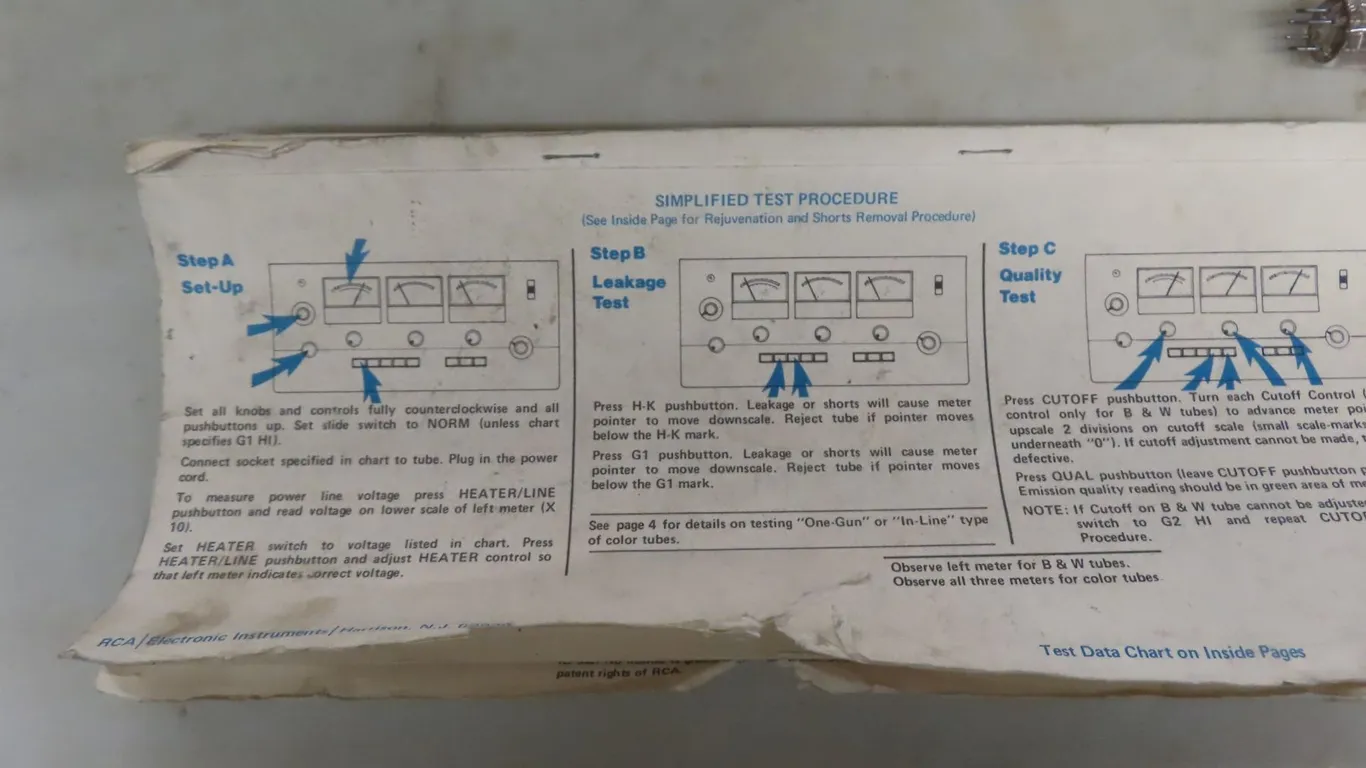 SIMPLIFIED TEST PROCEDURE
(See Inside Page for Rejuvenation and Shorts Removal Procedure)
Step A
Set-Up
Set all knobs and controls fully counterclockwise and all
pushbuttons up. Set slide switch to NORM (unless chart
specifies G1 HI).
Connect socket specified in chart to tube. Plug in the power
cord.
To measure power line voltage press HEATER/LINE
pushbutton and read voltage on lower scale of left meter (X
10).
Set HEATER switch to voltage listed in chart. Press
HEATER/LINE pushbutton and adjust HEATER control so
that left meter indicates correct voltage.
Step B
Leakage
Test
Press H-K pushbutton. Leakage or shorts will cause meter
pointer to move downscale. Reject tube if pointer moves
below the H-K mark.
Press G1 pushbutton. Leakage or shorts will cause meter
pointer to move downscale. Reject tube if pointer moves
below the G1 mark.
See page 4 for details on testing "One-Gun" or "In-Line" type
of color tubes.
Step C
Quality
Test
Press CUTOFF pushbutton. Turn each Cutoff Control (
control only for B & W tubes) to advance meter
upscale 2 divisions on cutoff scale (small scale-marks
underneath "0"). If cutoff adjustment cannot be made,
defective.
Press QUAL pushbutton (leave CUTOFF pushbutton
Emission quality reading should be in green area of
NOTE: If Cutoff on B & W tube cannot be
switch to G2 HI and repeat
Procedure.
Observe left meter for B & W tubes.
Observe all three meters for color tubes.
RCA/Electronic Instruments/Harrison, N.J.
patent rights of RCA.
Test Data Chart on Inside Pages